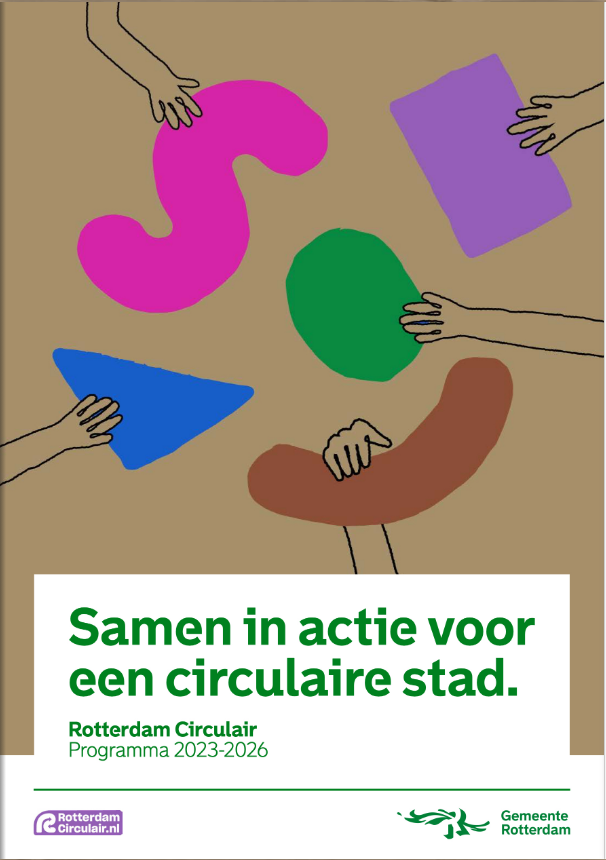 Samen in actie voor
een circulaire stad.
Rotterdam Circulair
Programma 2023-2026
Rotterdam
Circulair.nl
Gemeente
Rotterdam